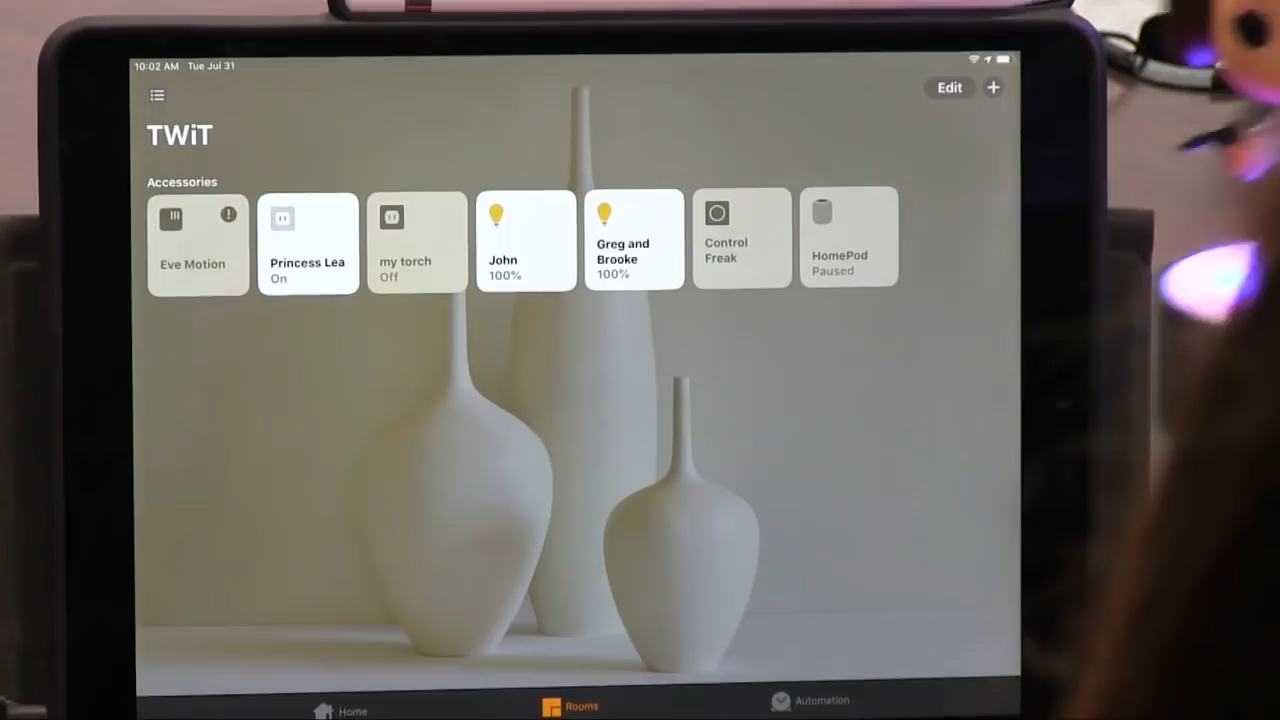 10:02 AM Tue Jul 31
Edit
TWiT
Accessories
Eve Motion
Princess Lea
On
my torch
Off
John
100%
Greg and
Brooke
100%
Control
Freak
HomePod
Paused
Home
Rooms
Automation